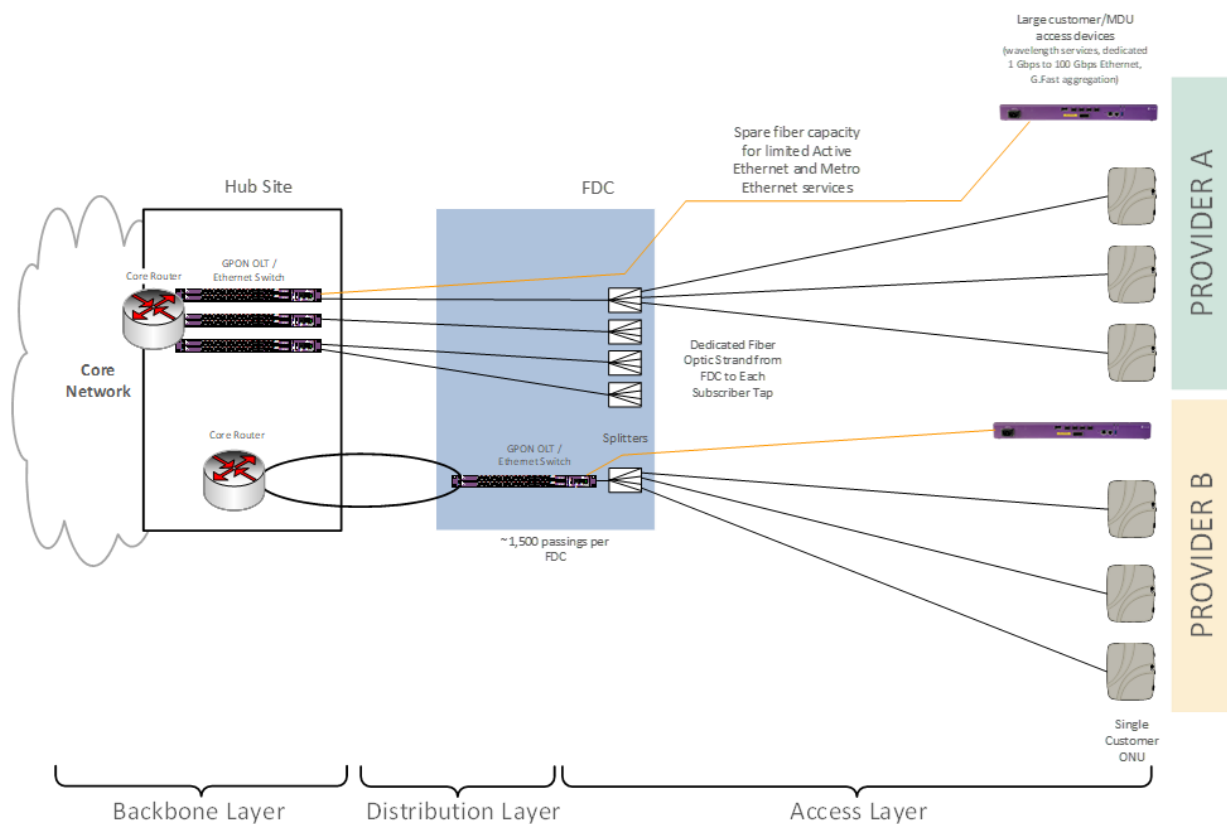 Large customer/MDU
access devices
(wavelength services, dedicated
1 Gbps to 100 Gbps Ethernet,
G.Fast aggregation)
Spare fiber capacity
for limited Active
Ethernet and Metro
Ethernet services
Hub Site
FDC
PROVIDER A
GPON OLT /
Ethernet Switch
Core Router
Core
Network
Dedicated Fiber
Optic Strand from
FDC to Each
Subscriber Tap
Core Router
Splitters
GPON OLT /
Ethernet Switch
PROVIDER B
~1,500 passings per
FDC
Single
Customer
ONU
Backbone Layer
Distribution Layer
Access Layer